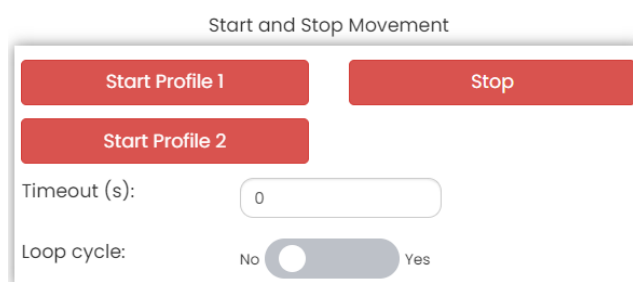 Start and Stop Movement
Start Profile 1 Stop
Start Profile 2
Timeout (s): 0
Loop cycle: No Yes